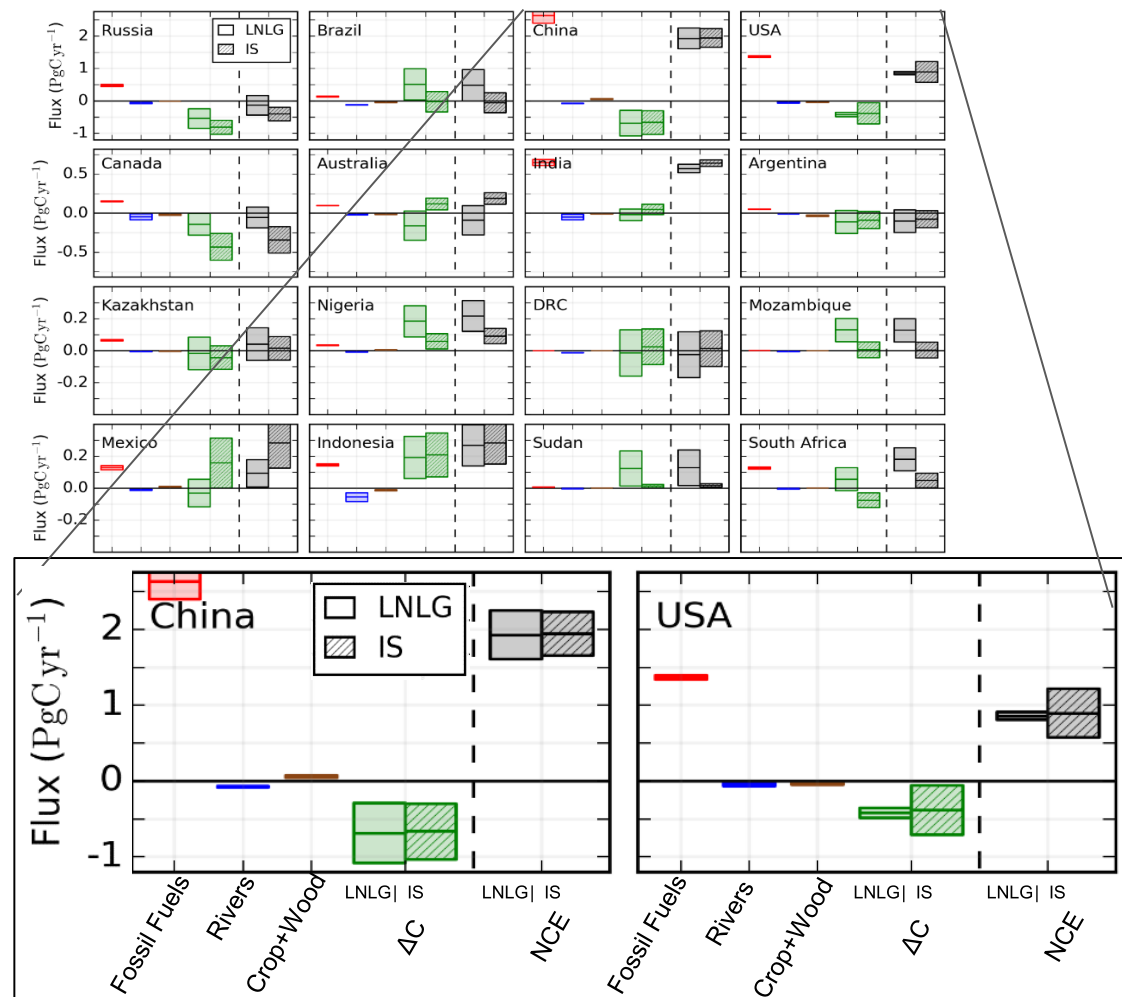 Russia
LNLG
IS
Brazil
China
USA
Flux (PgC yr⁻¹)
2
1
0
-1
Canada
Australia
India
Argentina
Flux (PgC yr⁻¹)
0.5
0.0
-0.5
Kazakhstan
Nigeria
DRC
Mozambique
Flux (PgC yr⁻¹)
0.2
0.0
-0.2
Mexico
Indonesia
Sudan
South Africa
Flux (PgC yr⁻¹)
0.2
0.0
-0.2
China
LNLG
IS
USA
Flux (PgC yr⁻¹)
2
1
0
-1
2
1
0
-1
LNLG| IS
LNLG| IS
LNLG| IS
LNLG| IS
Fossil Fuels
Rivers
Crop+Wood
ΔC
NCE
Fossil Fuels
Rivers
Crop+Wood
ΔC
NCE